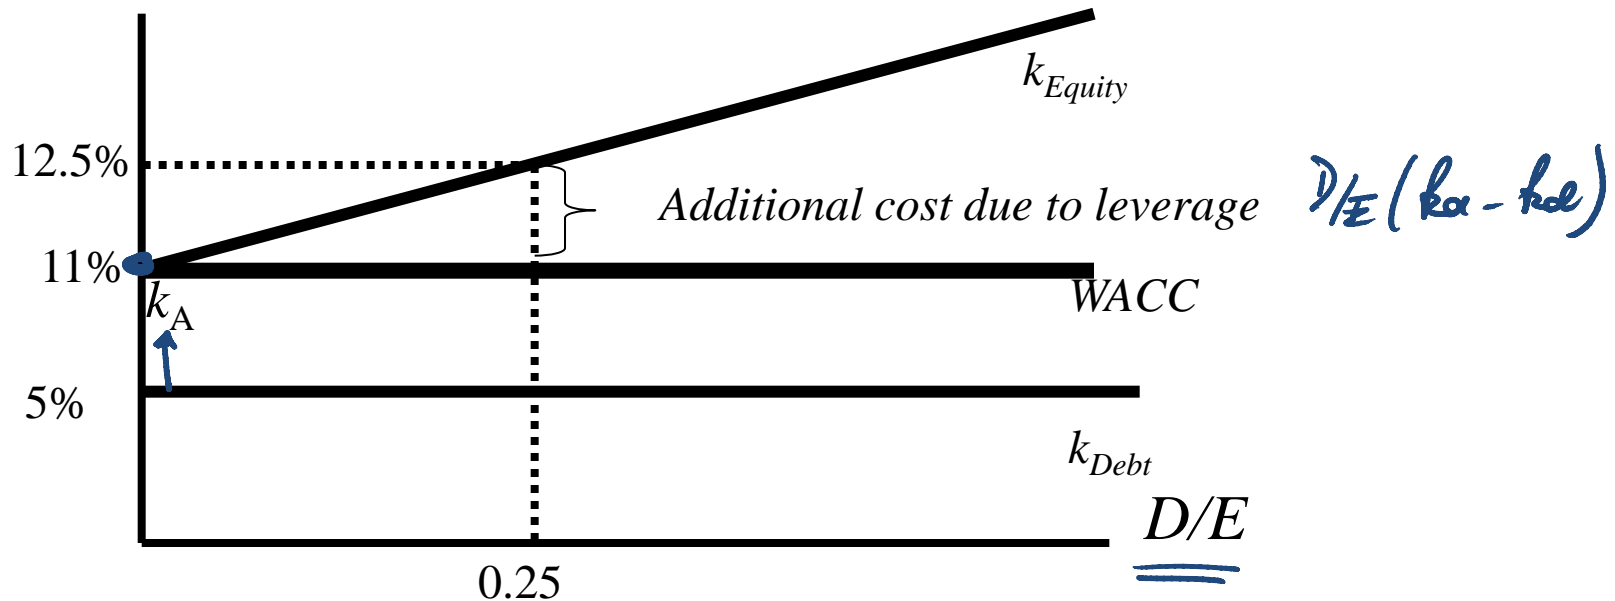 k_Equity
12.5%
Additional cost due to leverage D/E (ka - kd)
11%
k_A
WACC
5%
k_Debt
D/E
0.25